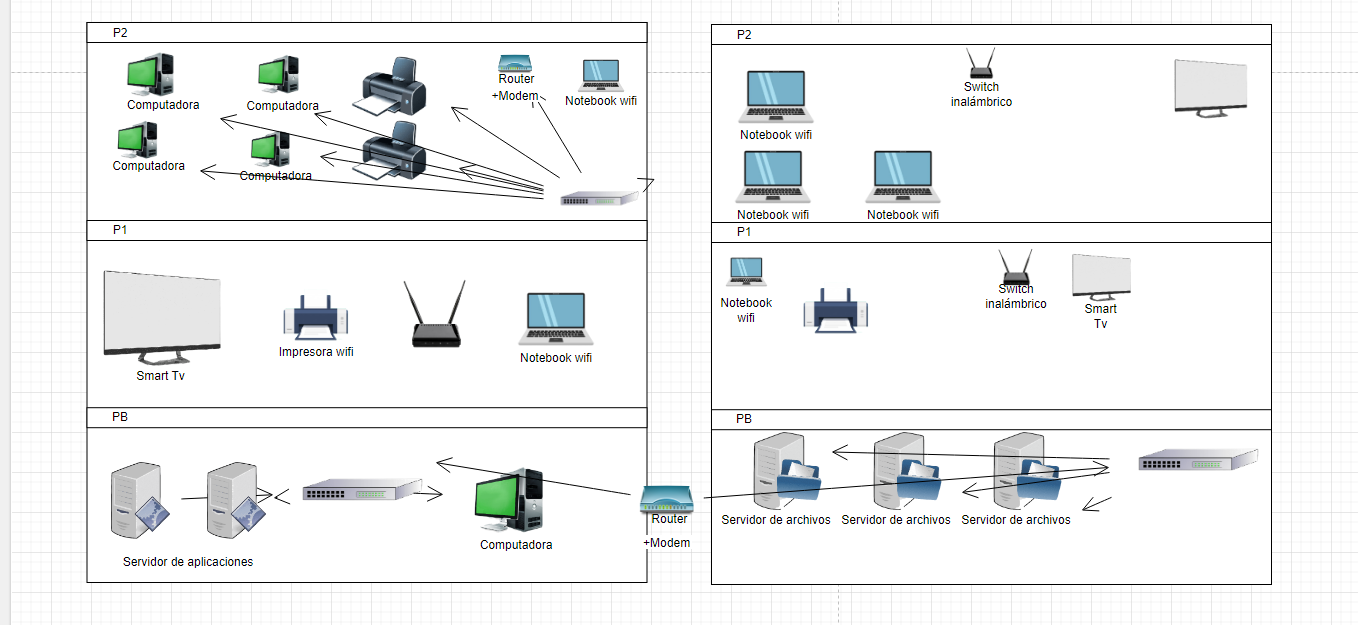 P2
Computadora
Computadora
Router
+Modem
Notebook wifi
Computadora
Computadora
P1
Smart Tv
Impresora wifi
Notebook wifi
PB
Servidor de aplicaciones
Computadora
Router
+Modem
P2
Notebook wifi
Switch
inalámbrico
Notebook wifi
Notebook wifi
P1
Notebook
wifi
Switch
inalámbrico
Smart
Tv
PB
Servidor de archivos
Servidor de archivos
Servidor de archivos